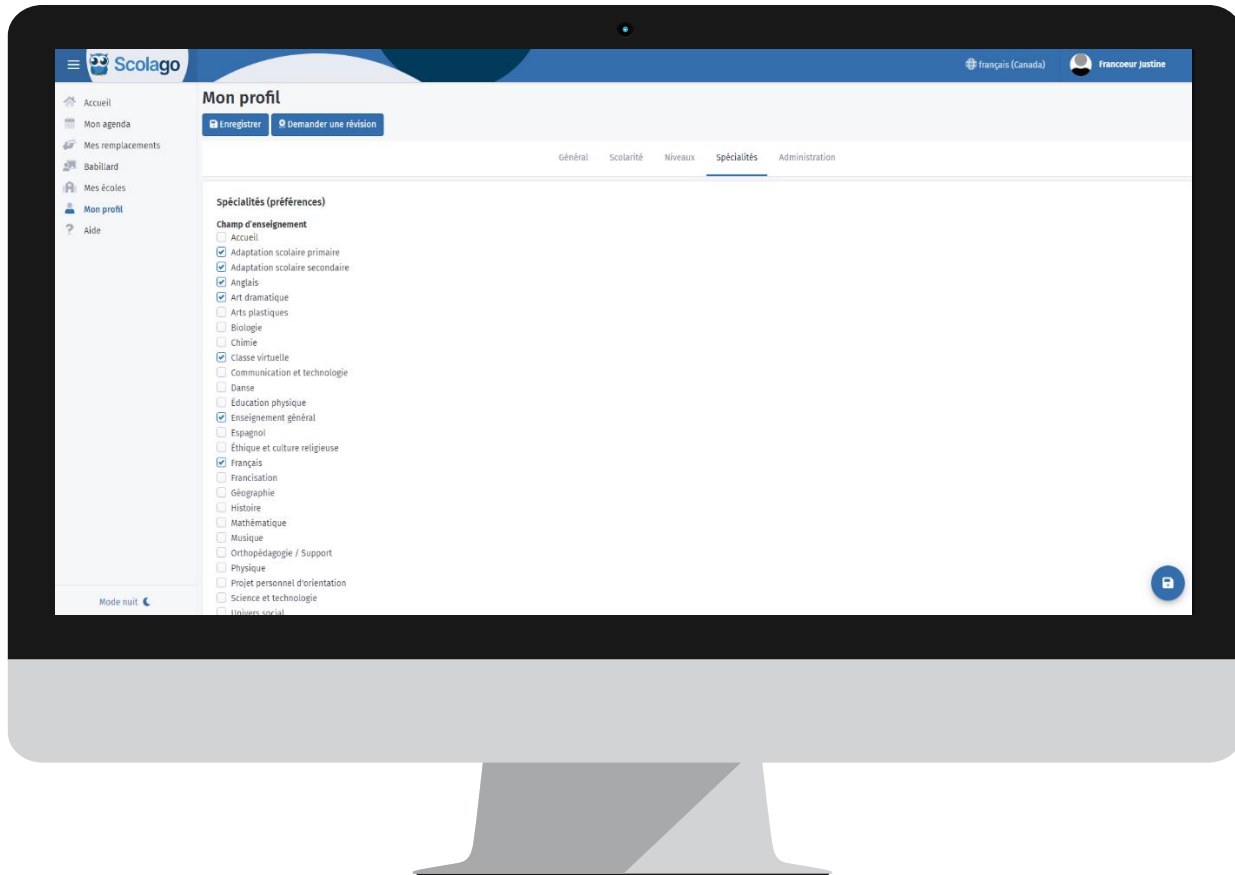 Scolago
français (Canada)
Francoeur Justine
Accueil
Mon agenda
Mes remplacements
Babillard
Mes écoles
Mon profil
Aide
Mode nuit
Mon profil
Enregistrer
Demander une révision
Général
Scolarité
Niveaux
Spécialités
Administration
Spécialités (préférences)
Champ d'enseignement
Accueil
Adaptation scolaire primaire
Adaptation scolaire secondaire
Anglais
Art dramatique
Arts plastiques
Biologie
Chimie
Classe virtuelle
Communication et technologie
Danse
Éducation physique
Enseignement général
Espagnol
Éthique et culture religieuse
Français
Francisation
Géographie
Histoire
Mathématique
Musique
Orthopédagogie / Support
Physique
Projet personnel d'orientation
Science et technologie
Univers social